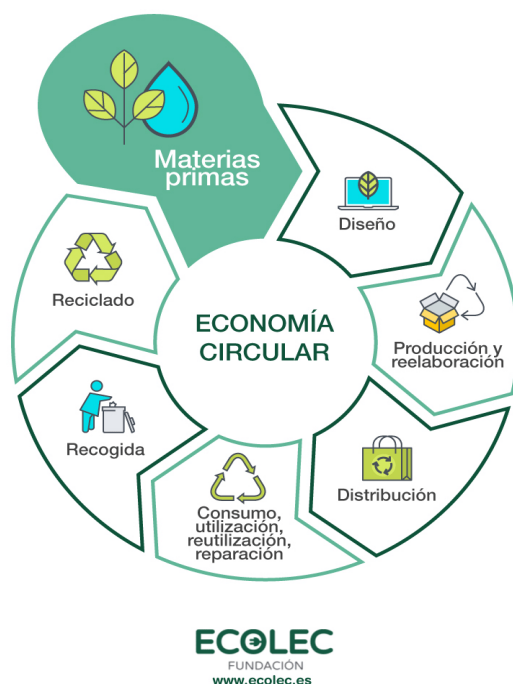 Materias
primas
Diseño
Producción y
reelaboración
Distribución
Consumo,
utilización,
reutilización,
reparación
Recogida
Reciclado
ECONOMÍA
CIRCULAR
ECOLEC
FUNDACIÓN
www.ecolec.es